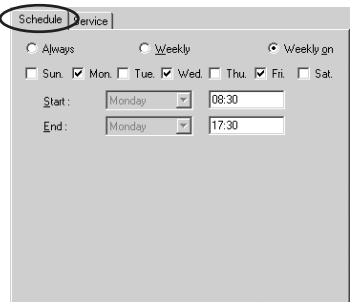 Schedule Service
Always Weekly Weekly on
Sun. Mon. Tue. Wed. Thu. Fri. Sat.
Start: Monday 08:30
End: Monday 17:30